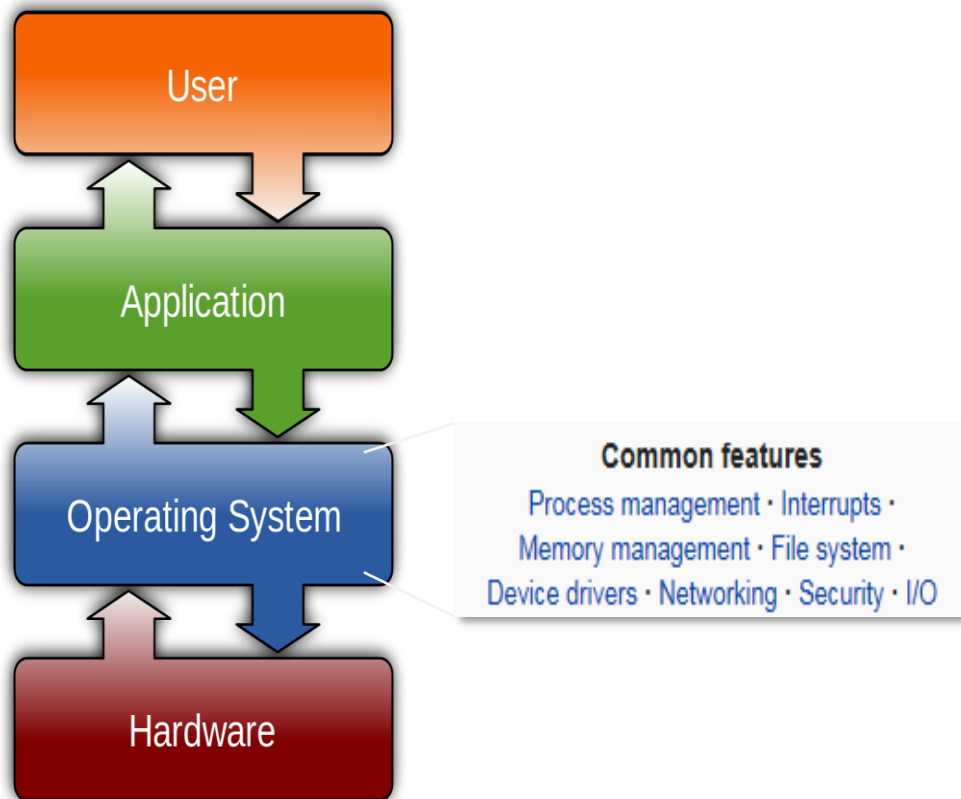 User
Application
Operating System
Common features
Process management · Interrupts ·
Memory management · File system ·
Device drivers · Networking · Security · I/O
Hardware